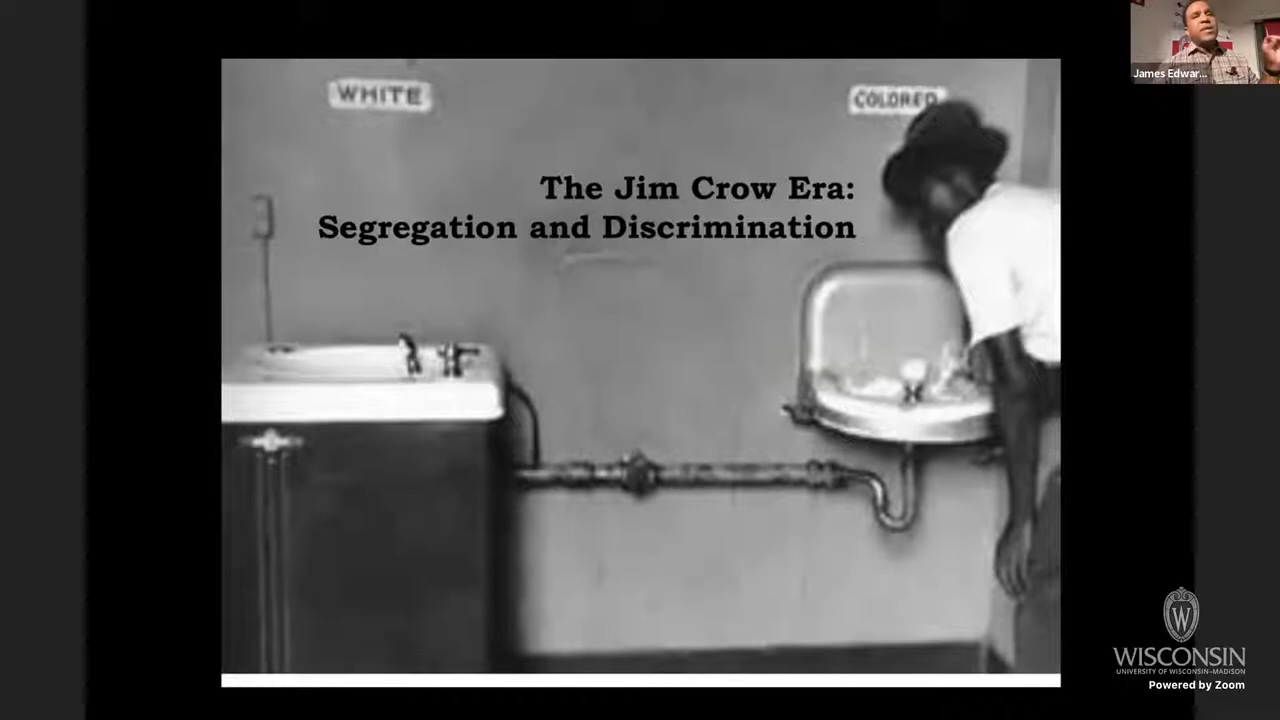 James Edwar...
WHITE
COLORED
The Jim Crow Era:
Segregation and Discrimination
W
WISCONSIN
UNIVERSITY OF WISCONSIN–MADISON
Powered by Zoom